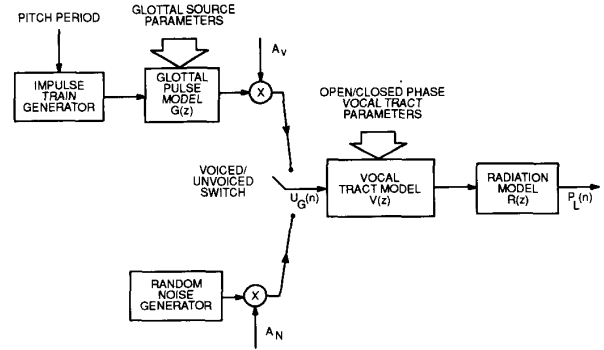 PITCH PERIOD
GLOTTAL SOURCE
PARAMETERS
IMPULSE
TRAIN
GENERATOR
GLOTTAL
PULSE
MODEL
G(z)
A_V
X
OPEN/CLOSED PHASE
VOCAL TRACT
PARAMETERS
VOICED/
UNVOICED
SWITCH
U_G(n)
VOCAL
TRACT MODEL
V(z)
RADIATION
MODEL
R(z)
P_L(n)
RANDOM
NOISE
GENERATOR
X
A_N